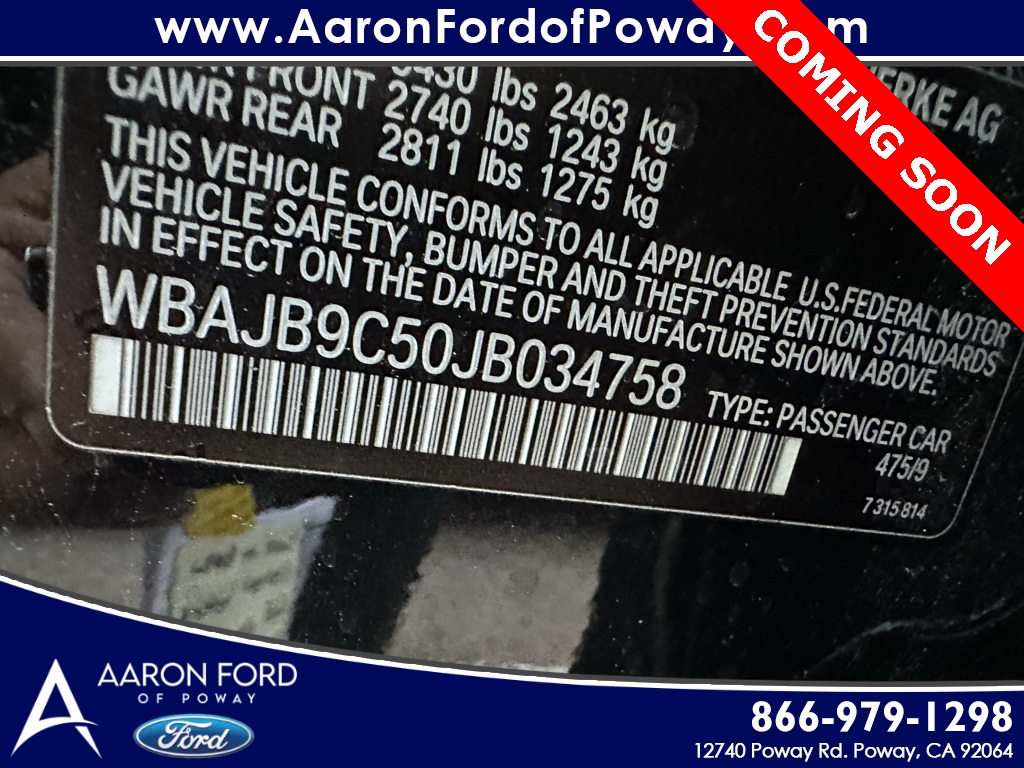 www.AaronFordofPoway.com
COMING SOON
lbs 2463 kg
FRONT 2740 lbs 1243 kg
GAWR REAR 2811 lbs 1275 kg
AG
THIS VEHICLE CONFORMS TO ALL APPLICABLE U.S.FEDERAL MOTOR
VEHICLE SAFETY, BUMPER AND THEFT PREVENTION STANDARDS
IN EFFECT ON THE DATE OF MANUFACTURE SHOWN ABOVE.
WBAJB9C50JB034758
TYPE: PASSENGER CAR
475/9
7315814
AARON FORD
OF POWAY
Ford
866-979-1298
12740 Poway Rd. Poway, CA 92064